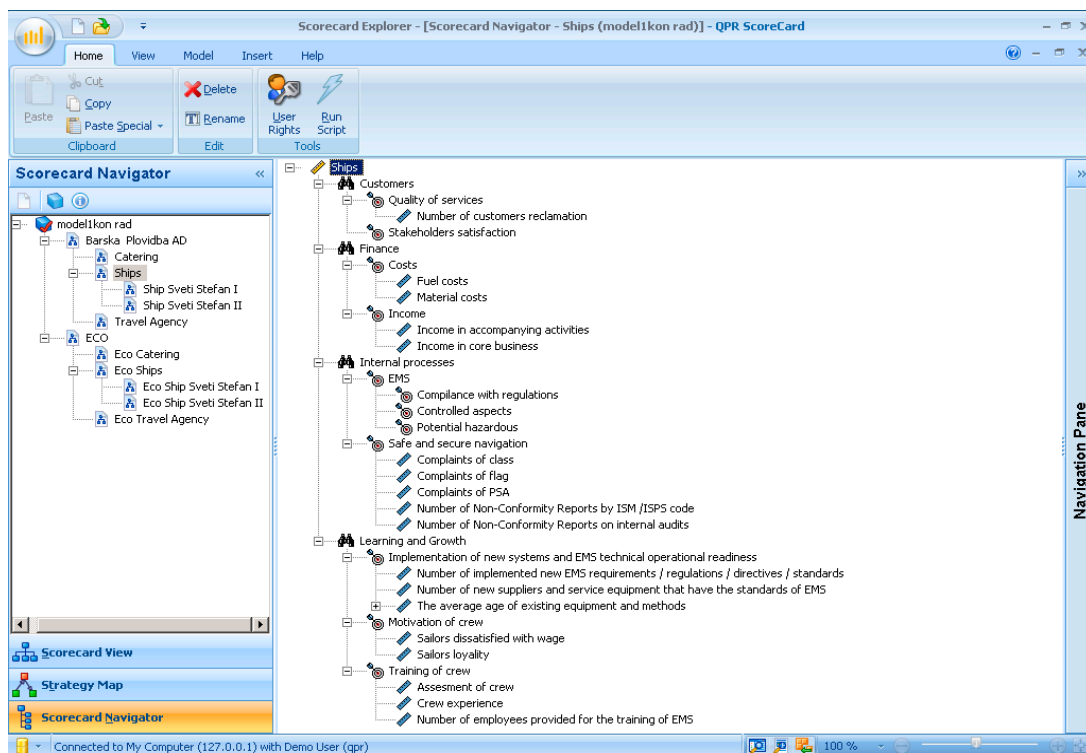 Scorecard Explorer - [Scorecard Navigator - Ships (model1kon rad)] - QPR ScoreCard
Home View Model Insert Help
Paste
Cut
Copy
Paste Special
Clipboard
Delete
Rename
Edit
User Rights
Run Script
Tools
Scorecard Navigator
model1kon rad
Barska Plovidba AD
Catering
Ships
Ship Sveti Stefan I
Ship Sveti Stefan II
Travel Agency
ECO
Eco Catering
Eco Ships
Eco Ship Sveti Stefan I
Eco Ship Sveti Stefan II
Eco Travel Agency
Scorecard View
Strategy Map
Scorecard Navigator
Ships
Customers
Quality of services
Number of customers reclamation
Stakeholders satisfaction
Finance
Costs
Fuel costs
Material costs
Income
Income in accompanying activities
Income in core business
Internal processes
EMS
Compilance with regulations
Controlled aspects
Potential hazardous
Safe and secure navigation
Complaints of class
Complaints of flag
Complaints of PSA
Number of Non-Conformity Reports by ISM /ISPS code
Number of Non-Conformity Reports on internal audits
Learning and Growth
Implementation of new systems and EMS technical operational readiness
Number of implemented new EMS requirements / regulations / directives / standards
Number of new suppliers and service equipment that have the standards of EMS
The average age of existing equipment and methods
Motivation of crew
Sailors dissatisfied with wage
Sailors loyality
Training of crew
Assesment of crew
Crew experience
Number of employees provided for the training of EMS
Navigation Pane
Connected to My Computer (127.0.0.1) with Demo User (qpr)
100 %